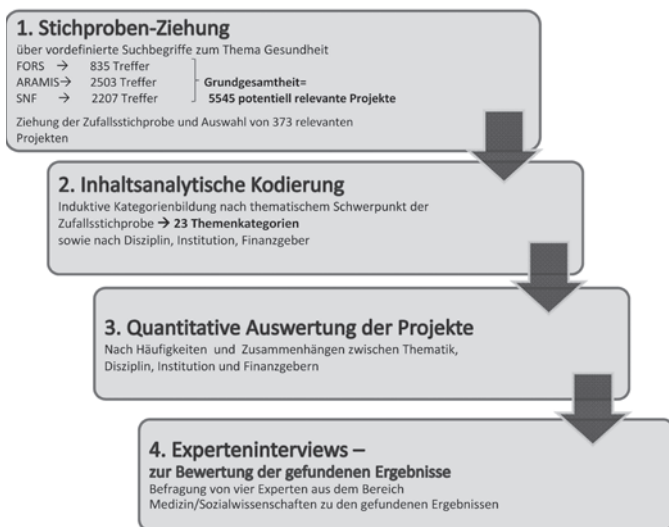 1. Stichproben-Ziehung
über vordefinierte Suchbegriffe zum Thema Gesundheit
FORS → 835 Treffer
ARAMIS→ 2503 Treffer Grundgesamtheit=
SNF → 2207 Treffer 5545 potentiell relevante Projekte
Ziehung der Zufallsstichprobe und Auswahl von 373 relevanten
Projekten
2. Inhaltsanalytische Kodierung
Induktive Kategorienbildung nach thematischem Schwerpunkt der
Zufallsstichprobe → 23 Themenkategorien
sowie nach Disziplin, Institution, Finanzgeber
3. Quantitative Auswertung der Projekte
Nach Häufigkeiten und Zusammenhängen zwischen Thematik,
Disziplin, Institution und Finanzgebern
4. Experteninterviews –
zur Bewertung der gefundenen Ergebnisse
Befragung von vier Experten aus dem Bereich
Medizin/Sozialwissenschaften zu den gefundenen Ergebnissen